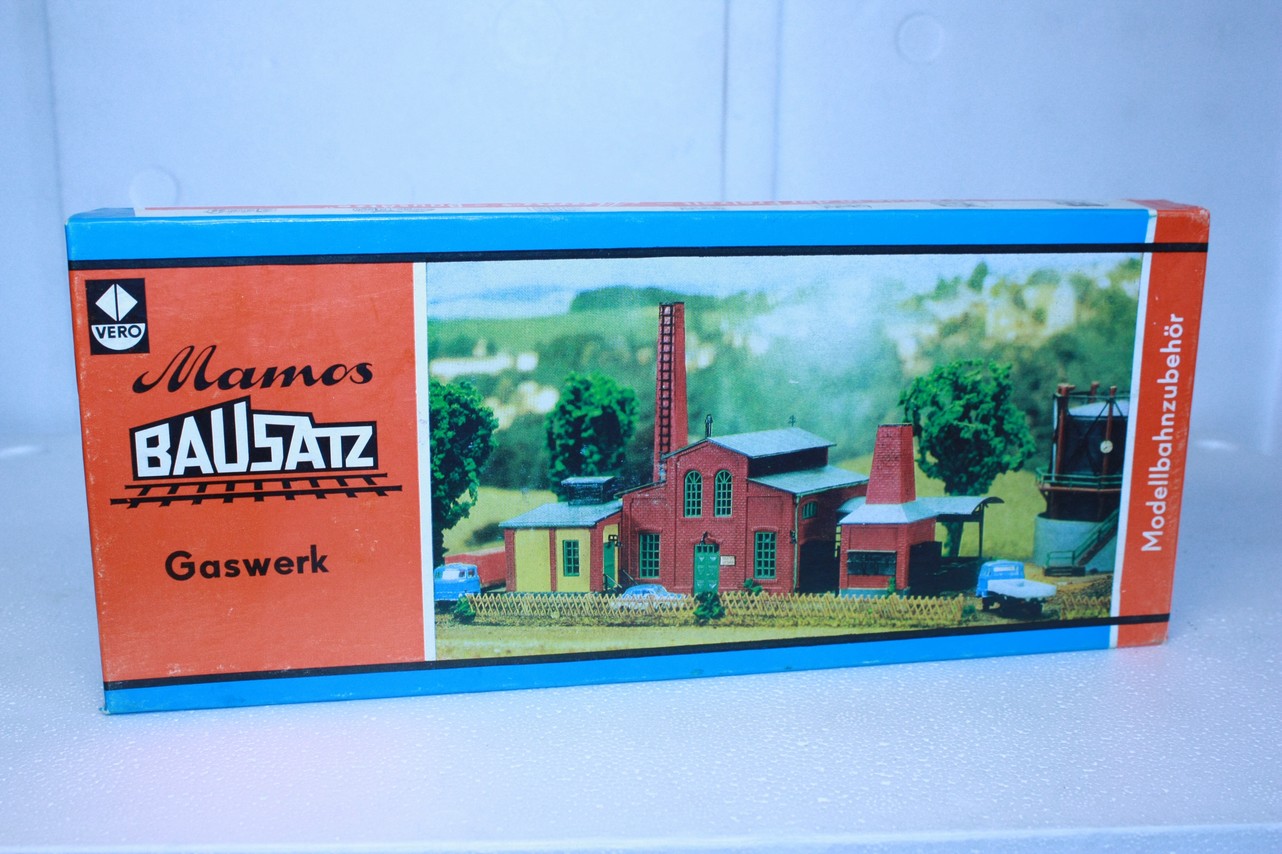 VERO
Mamos
BAUSATZ
Gaswerk
Modellbahnzubehör